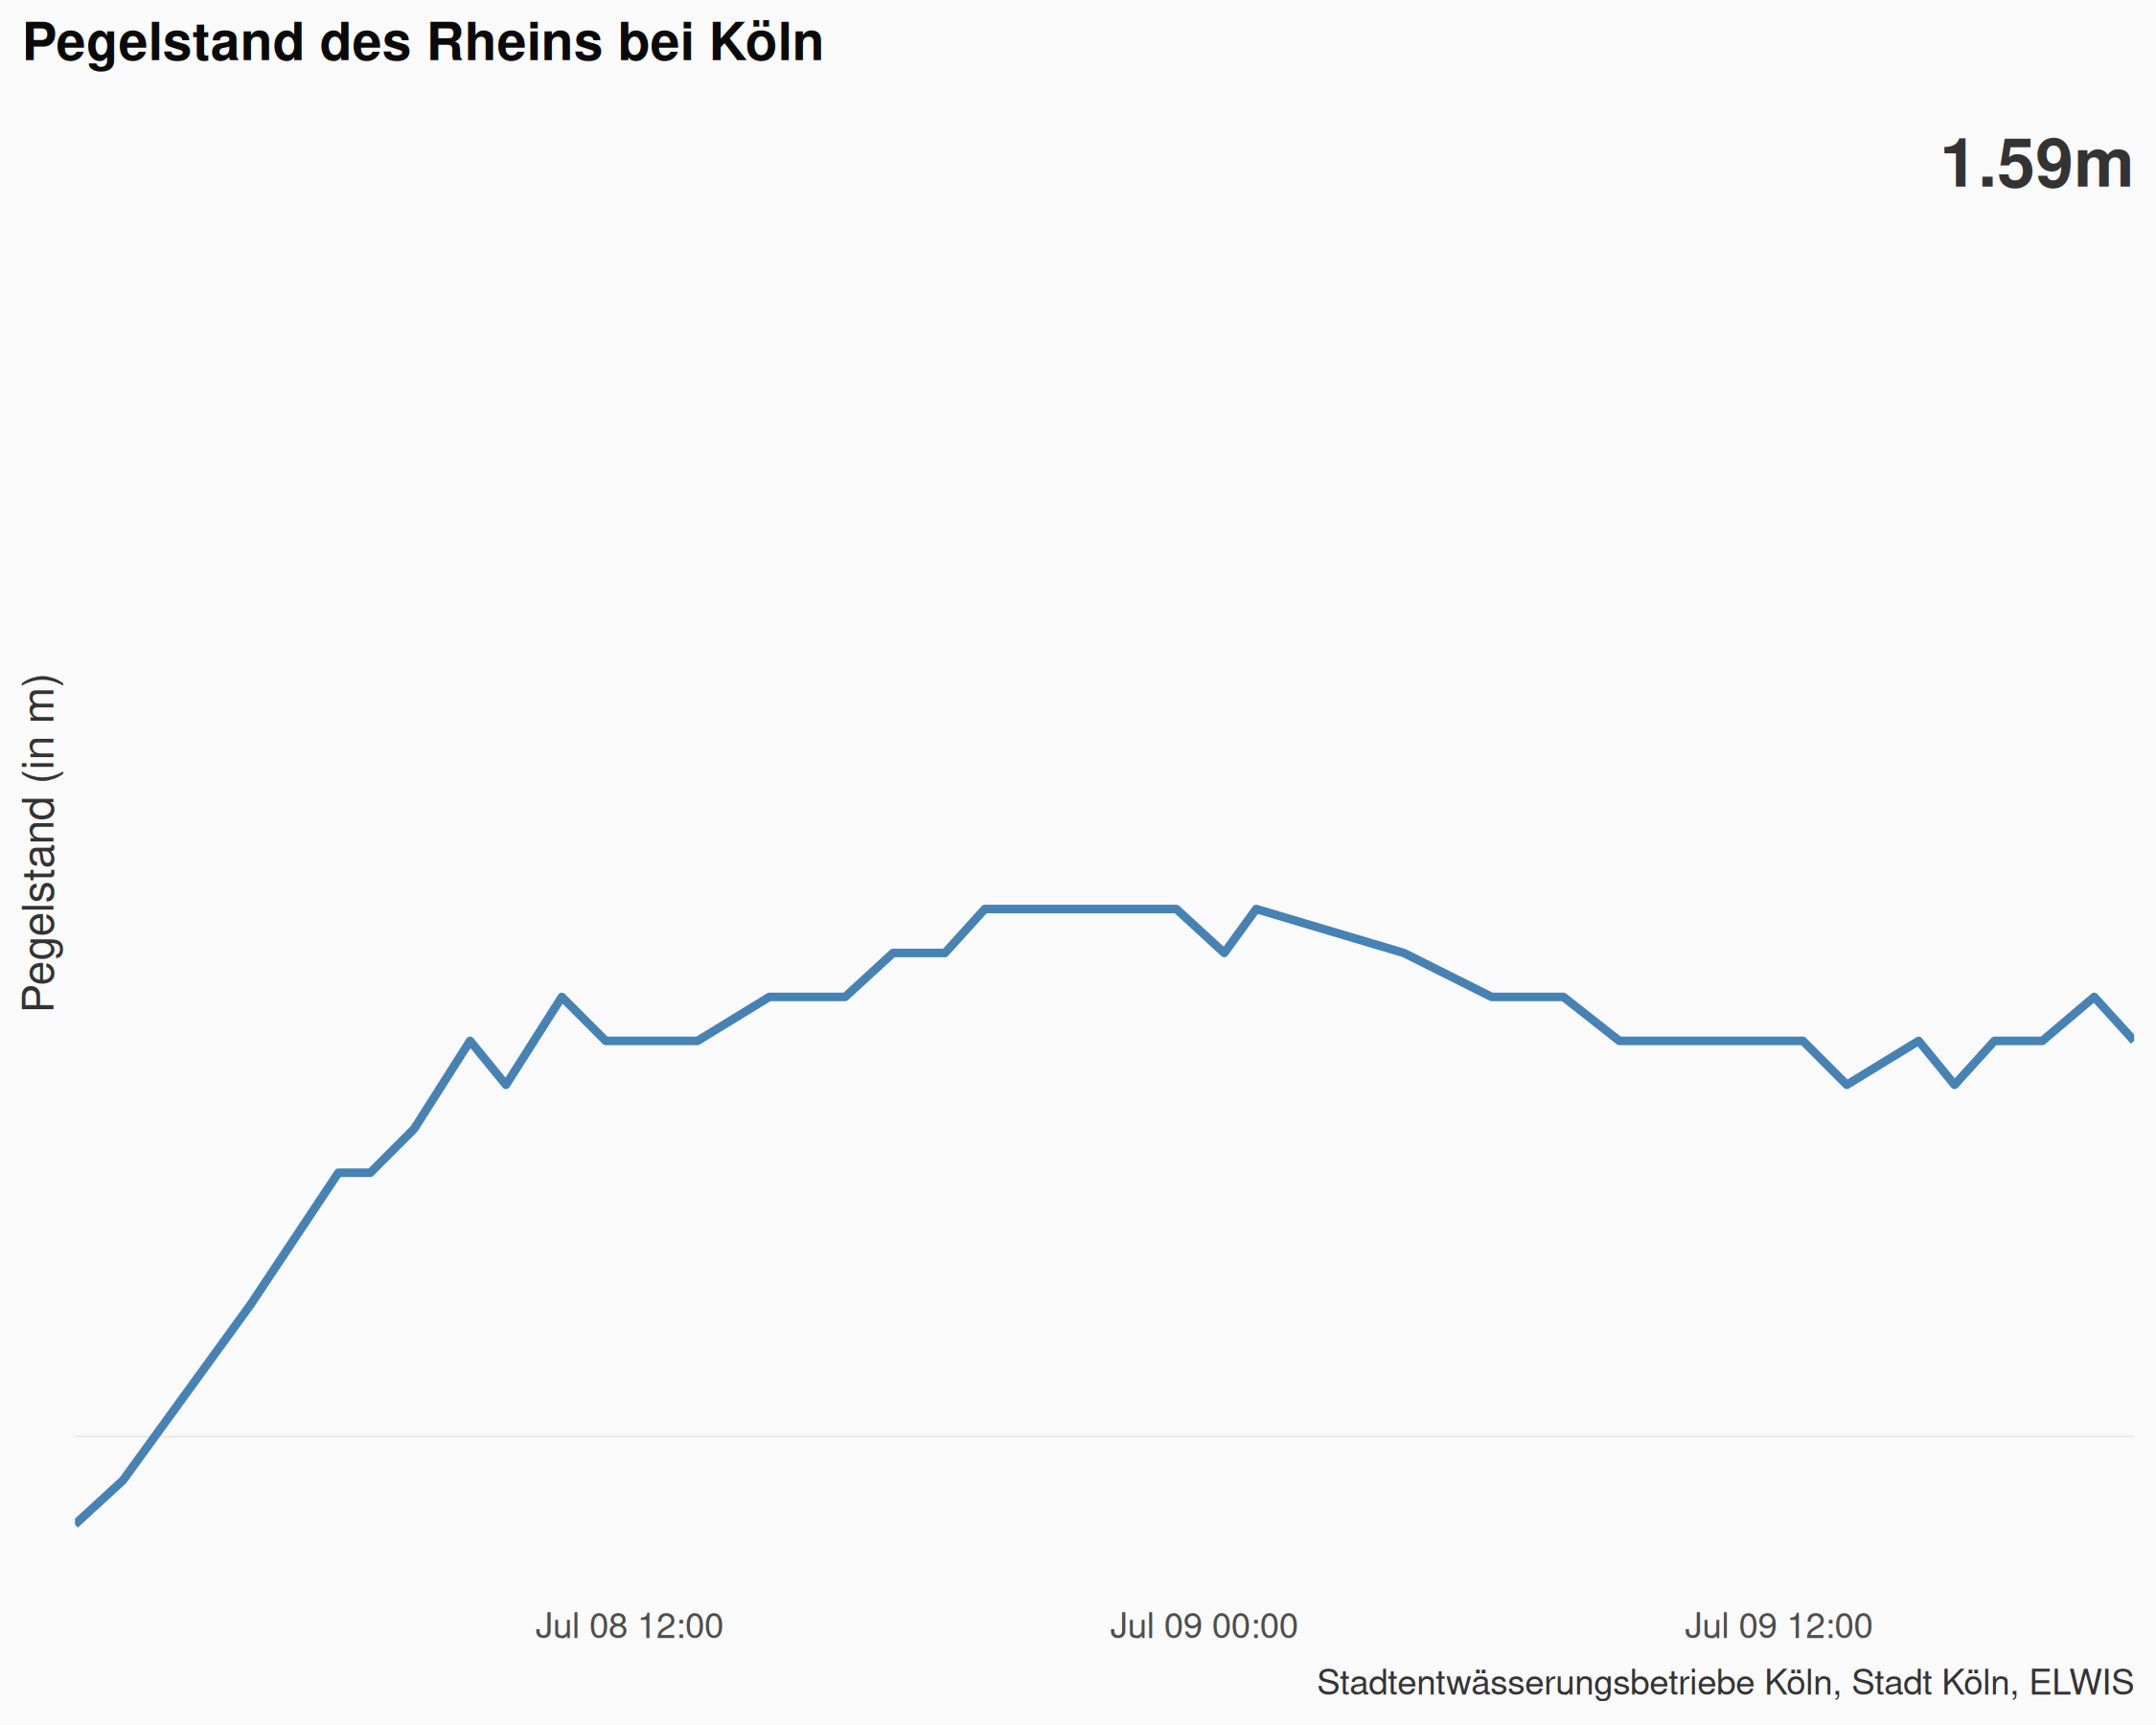 Pegelstand des Rheins bei Köln
1.59m
Pegelstand (in m)
Jul 08 12:00
Jul 09 00:00
Jul 09 12:00
Stadtentwässerungsbetriebe Köln, Stadt Köln, ELWIS